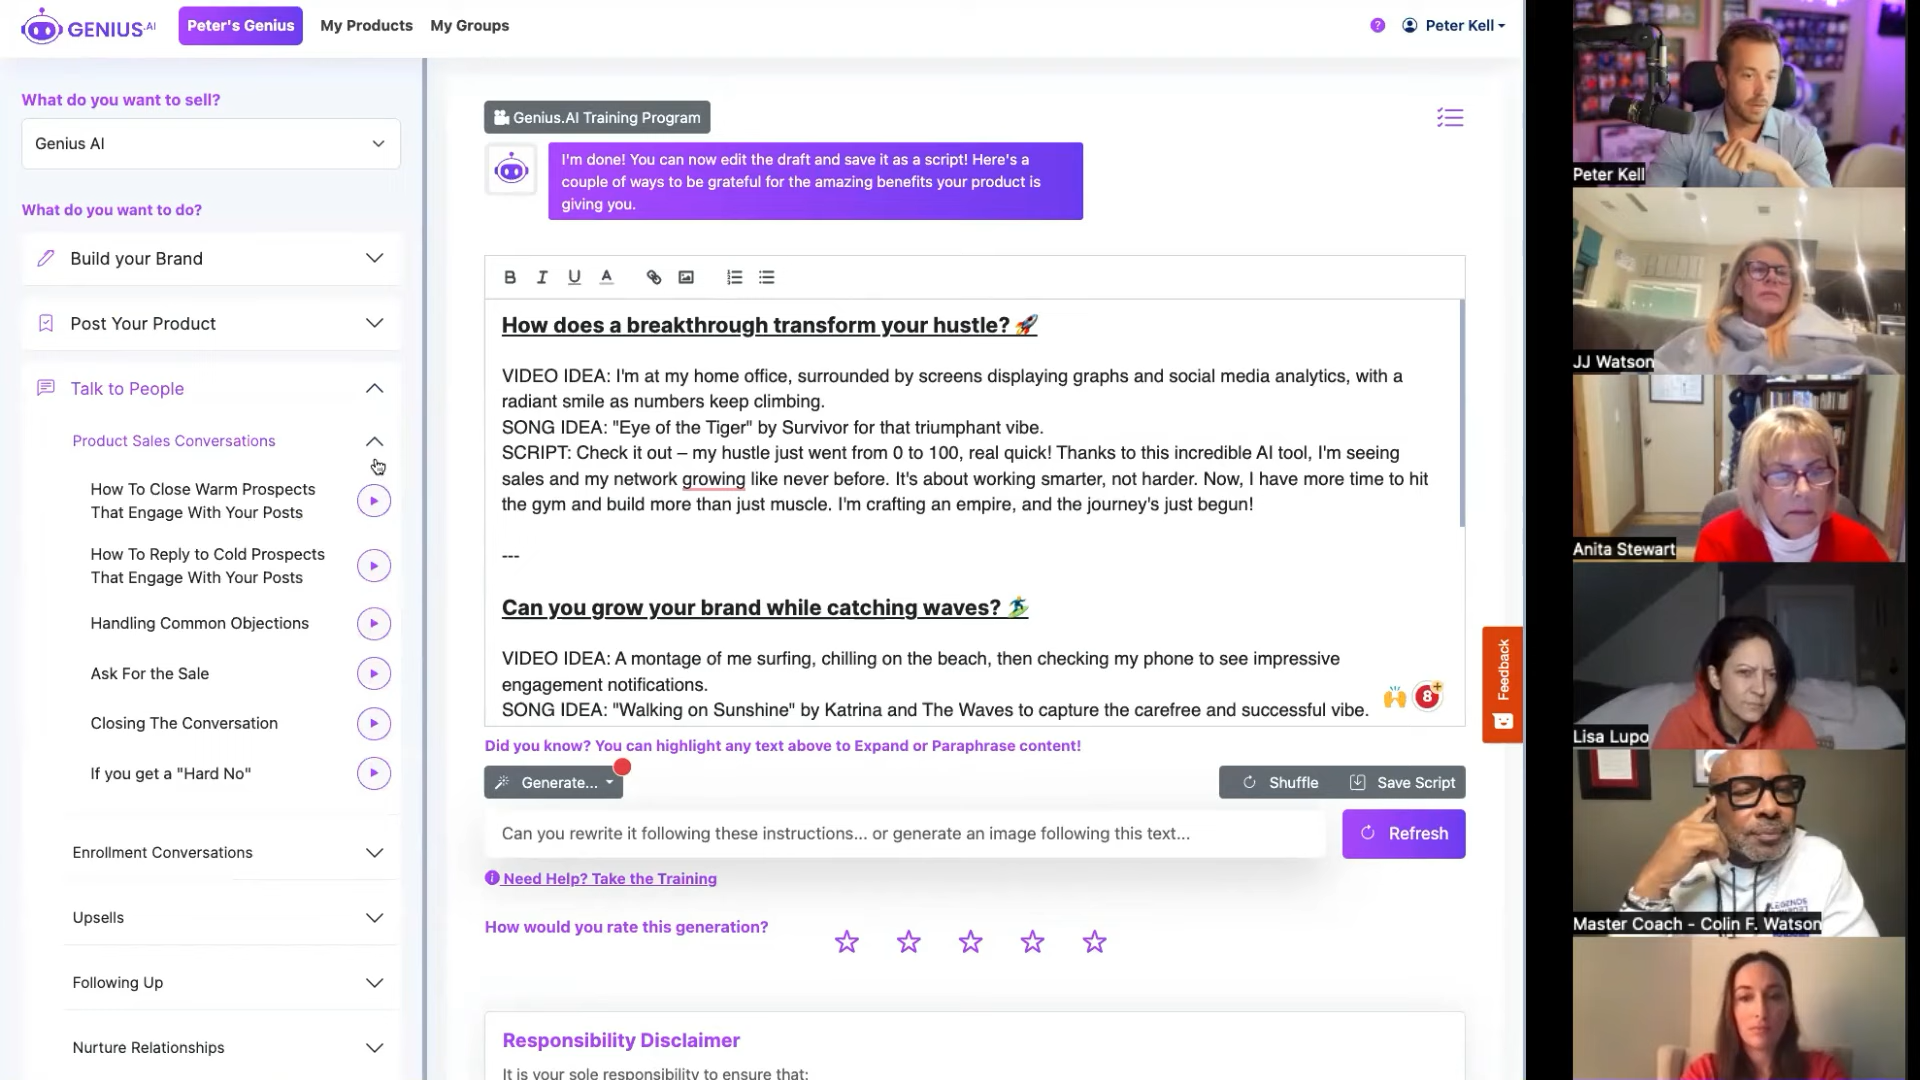 GENIUS.AI
Peter's Genius
My Products
My Groups
?
Peter Kell
What do you want to sell?
Genius AI
What do you want to do?
Build your Brand
Post Your Product
Talk to People
Product Sales Conversations
How To Close Warm Prospects
That Engage With Your Posts
How To Reply to Cold Prospects
That Engage With Your Posts
Handling Common Objections
Ask For the Sale
Closing The Conversation
If you get a "Hard No"
Enrollment Conversations
Upsells
Following Up
Nurture Relationships
Genius.AI Training Program
I'm done! You can now edit the draft and save it as a script! Here's a
couple of ways to be grateful for the amazing benefits your product is
giving you.
B I U A
How does a breakthrough transform your hustle? 🚀
VIDEO IDEA: I'm at my home office, surrounded by screens displaying graphs and social media analytics, with a
radiant smile as numbers keep climbing.
SONG IDEA: "Eye of the Tiger" by Survivor for that triumphant vibe.
SCRIPT: Check it out – my hustle just went from 0 to 100, real quick! Thanks to this incredible AI tool, I'm seeing
sales and my network growing like never before. It's about working smarter, not harder. Now, I have more time to hit
the gym and build more than just muscle. I'm crafting an empire, and the journey's just begun!
---
Can you grow your brand while catching waves? 🏄
VIDEO IDEA: A montage of me surfing, chilling on the beach, then checking my phone to see impressive
engagement notifications.
SONG IDEA: "Walking on Sunshine" by Katrina and The Waves to capture the carefree and successful vibe.
8
Feedback
Did you know? You can highlight any text above to Expand or Paraphrase content!
Generate...
Shuffle
Save Script
Can you rewrite it following these instructions... or generate an image following this text...
Refresh
Need Help? Take the Training
How would you rate this generation?
Responsibility Disclaimer
It is your sole responsibility to ensure that:
Peter Kell
JJ Watson
Anita Stewart
Lisa Lupo
LEGENDS
Master Coach - Colin F. Watson